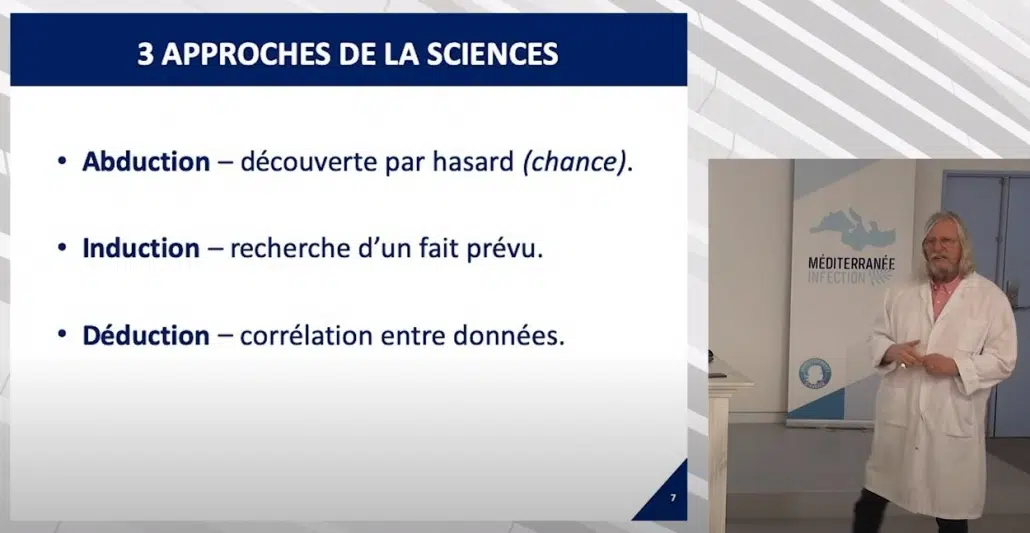 3 APPROCHES DE LA SCIENCES
• Abduction – découverte par hasard (chance).
• Induction – recherche d'un fait prévu.
• Déduction – corrélation entre données.
7
MÉDITERRANÉE
INFECTION